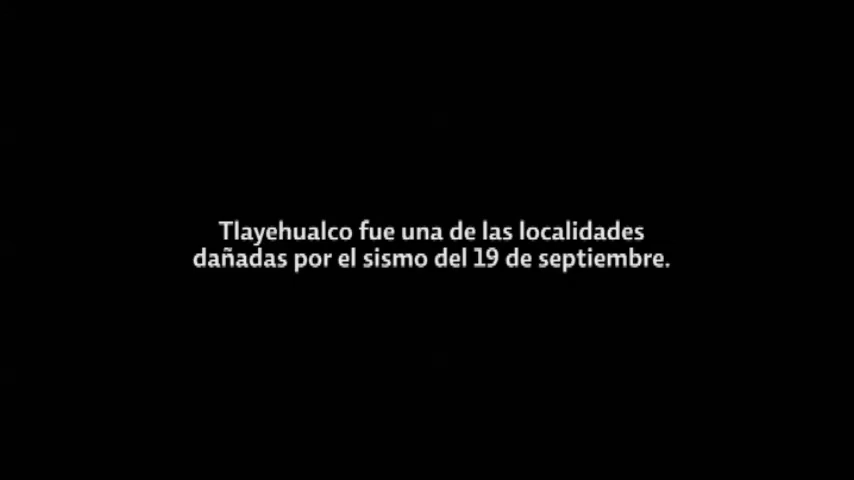 Tlayehualco fue una de las localidades
dañadas por el sismo del 19 de septiembre.